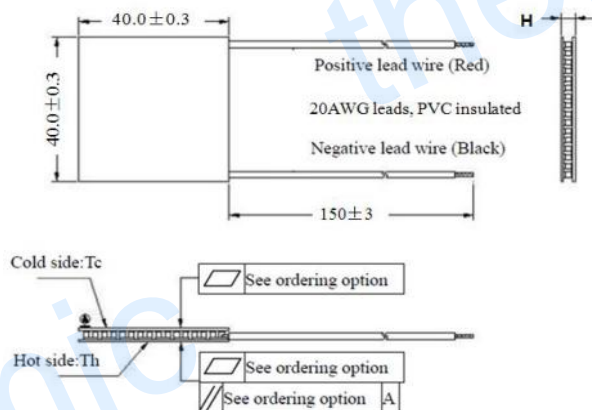 40.0±0.3
H
40.0±0.3
Positive lead wire (Red)
20AWG leads, PVC insulated
Negative lead wire (Black)
150±3
Cold side:Tc
See ordering option
A
Hot side:Th
See ordering option
See ordering option A